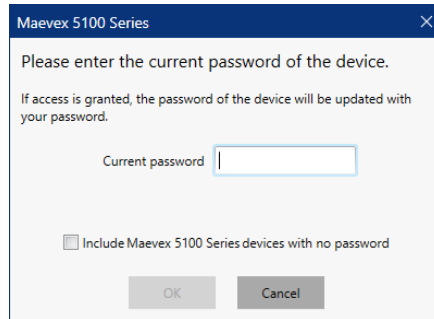 Maevex 5100 Series
Please enter the current password of the device.
If access is granted, the password of the device will be updated with
your password.
Current password
Include Maevex 5100 Series devices with no password
OK
Cancel